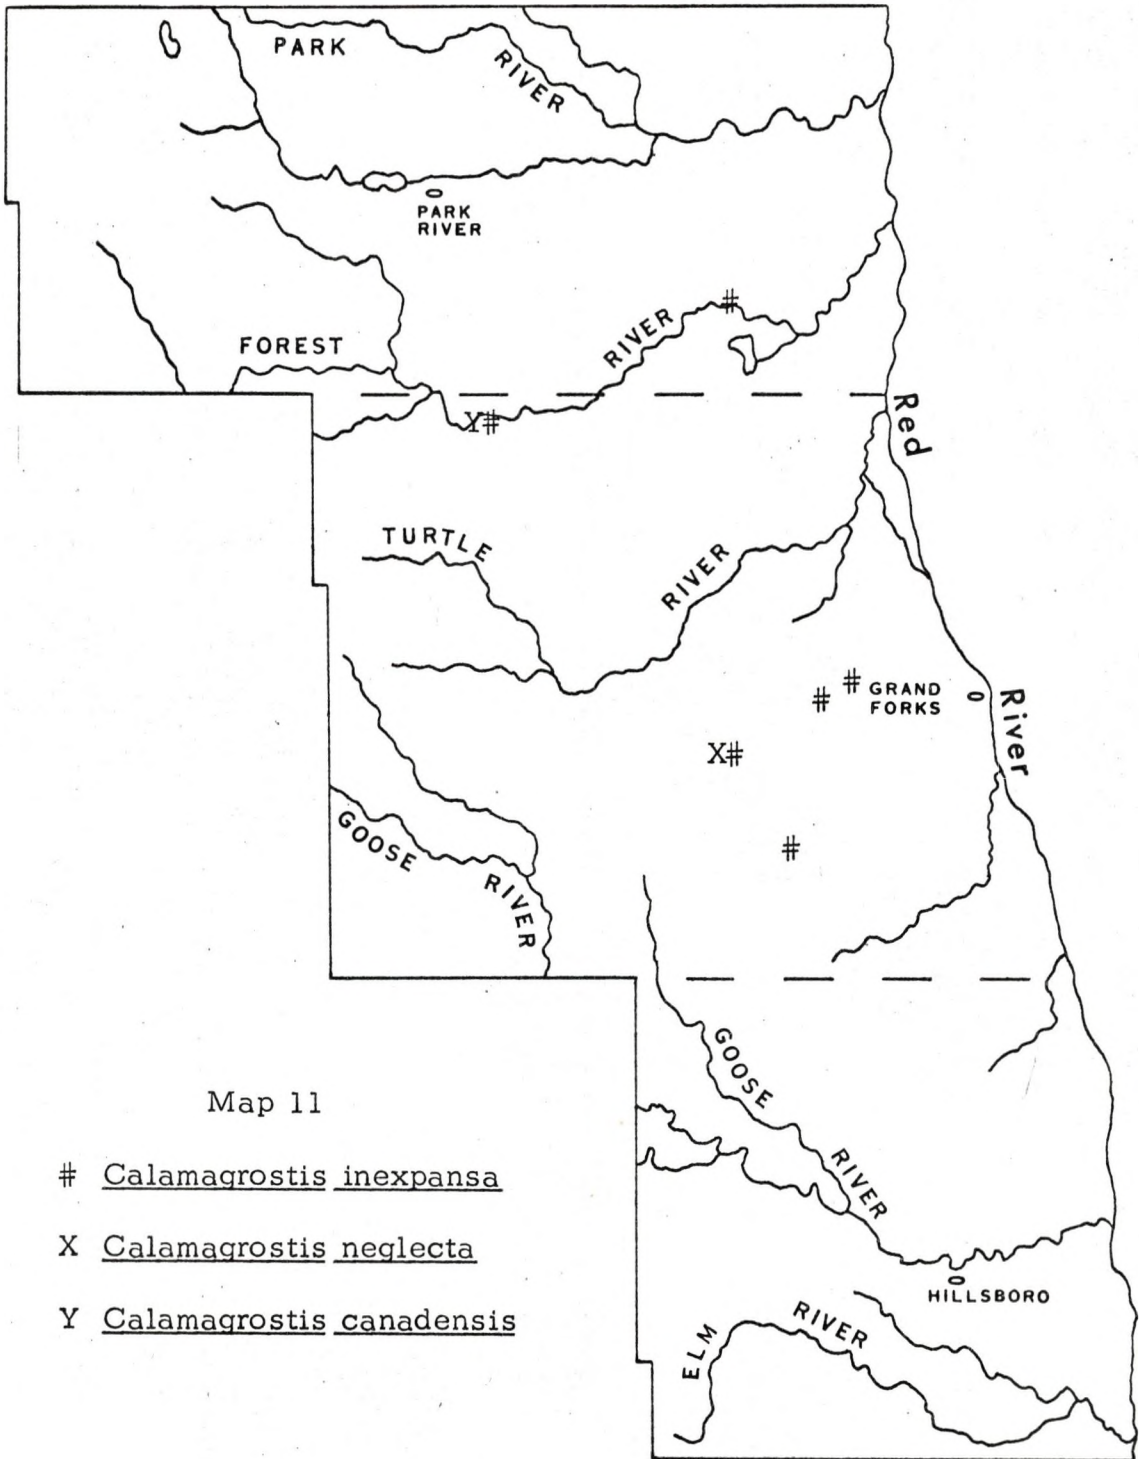 PARK
RIVER
PARK
RIVER
#
RIVER
FOREST
Y#
Red
TURTLE
RIVER
#
#
GRAND
FORKS
River
X#
#
GOOSE
RIVER
GOOSE
RIVER
HILLSBORO
ELM
RIVER
Map 11
# Calamagrostis inexpansa
X Calamagrostis neglecta
Y Calamagrostis canadensis